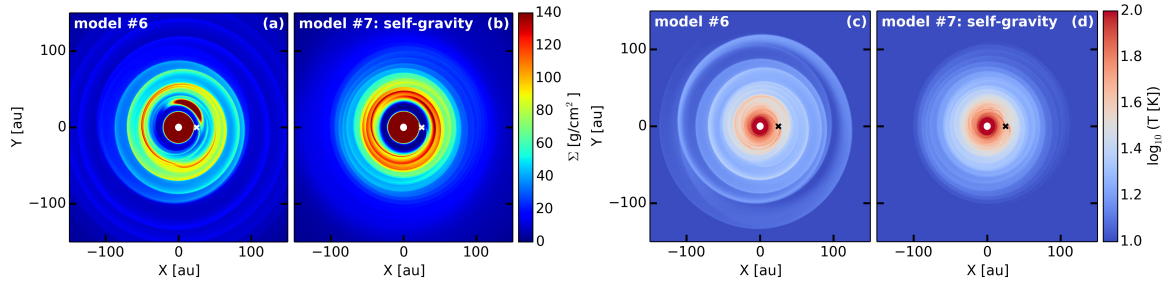 model #6 (a)
model #7: self-gravity (b)
100
0
−100
Y [au]
−100 0 100
X [au]
−100 0 100
X [au]
140
120
100
80
60
40
20
0
Σ [g/cm²]
model #6 (c)
model #7: self-gravity (d)
100
0
−100
Y [au]
−100 0 100
X [au]
−100 0 100
X [au]
2.0
1.8
1.6
1.4
1.2
1.0
log₁₀ (T [K])